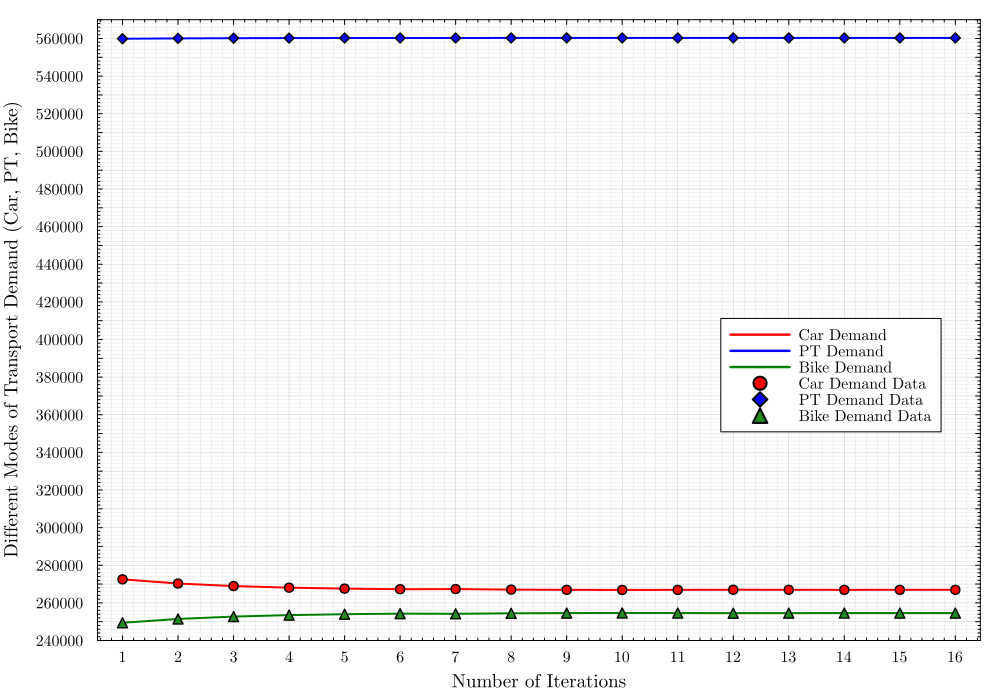 Different Modes of Transport Demand (Car, PT, Bike)
560000
540000
520000
500000
480000
460000
440000
420000
400000
380000
360000
340000
320000
300000
280000
260000
240000
Car Demand
PT Demand
Bike Demand
Car Demand Data
PT Demand Data
Bike Demand Data
1 2 3 4 5 6 7 8 9 10 11 12 13 14 15 16
Number of Iterations